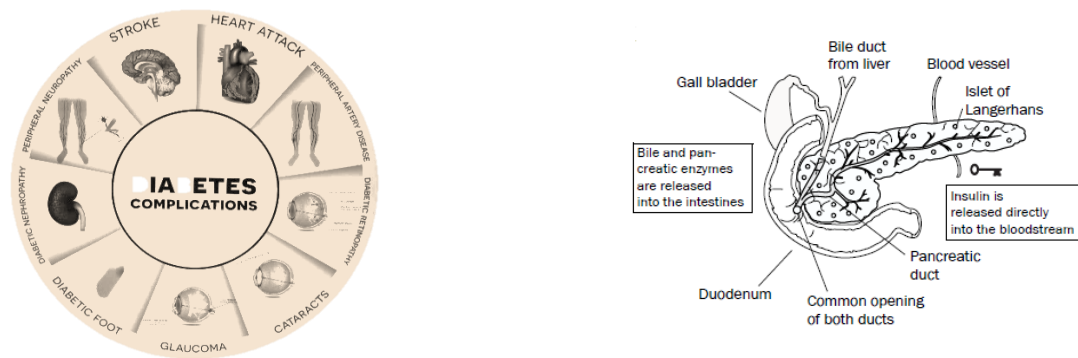 STROKE
HEART ATTACK
PERIPHERAL ARTERY DISEASE
DIABETIC RETINOPATHY
CATARACTS
GLAUCOMA
DIABETIC FOOT
DIABETIC NEPHROPATHY
PERIPHERAL NEUROPATHY
DIABETES
COMPLICATIONS
Bile duct
from liver
Blood vessel
Gall bladder
Islet of
Langerhans
Bile and pan-
creatic enzymes
are released
into the intestines
Insulin is
released directly
into the bloodstream
Pancreatic
duct
Duodenum
Common opening
of both ducts